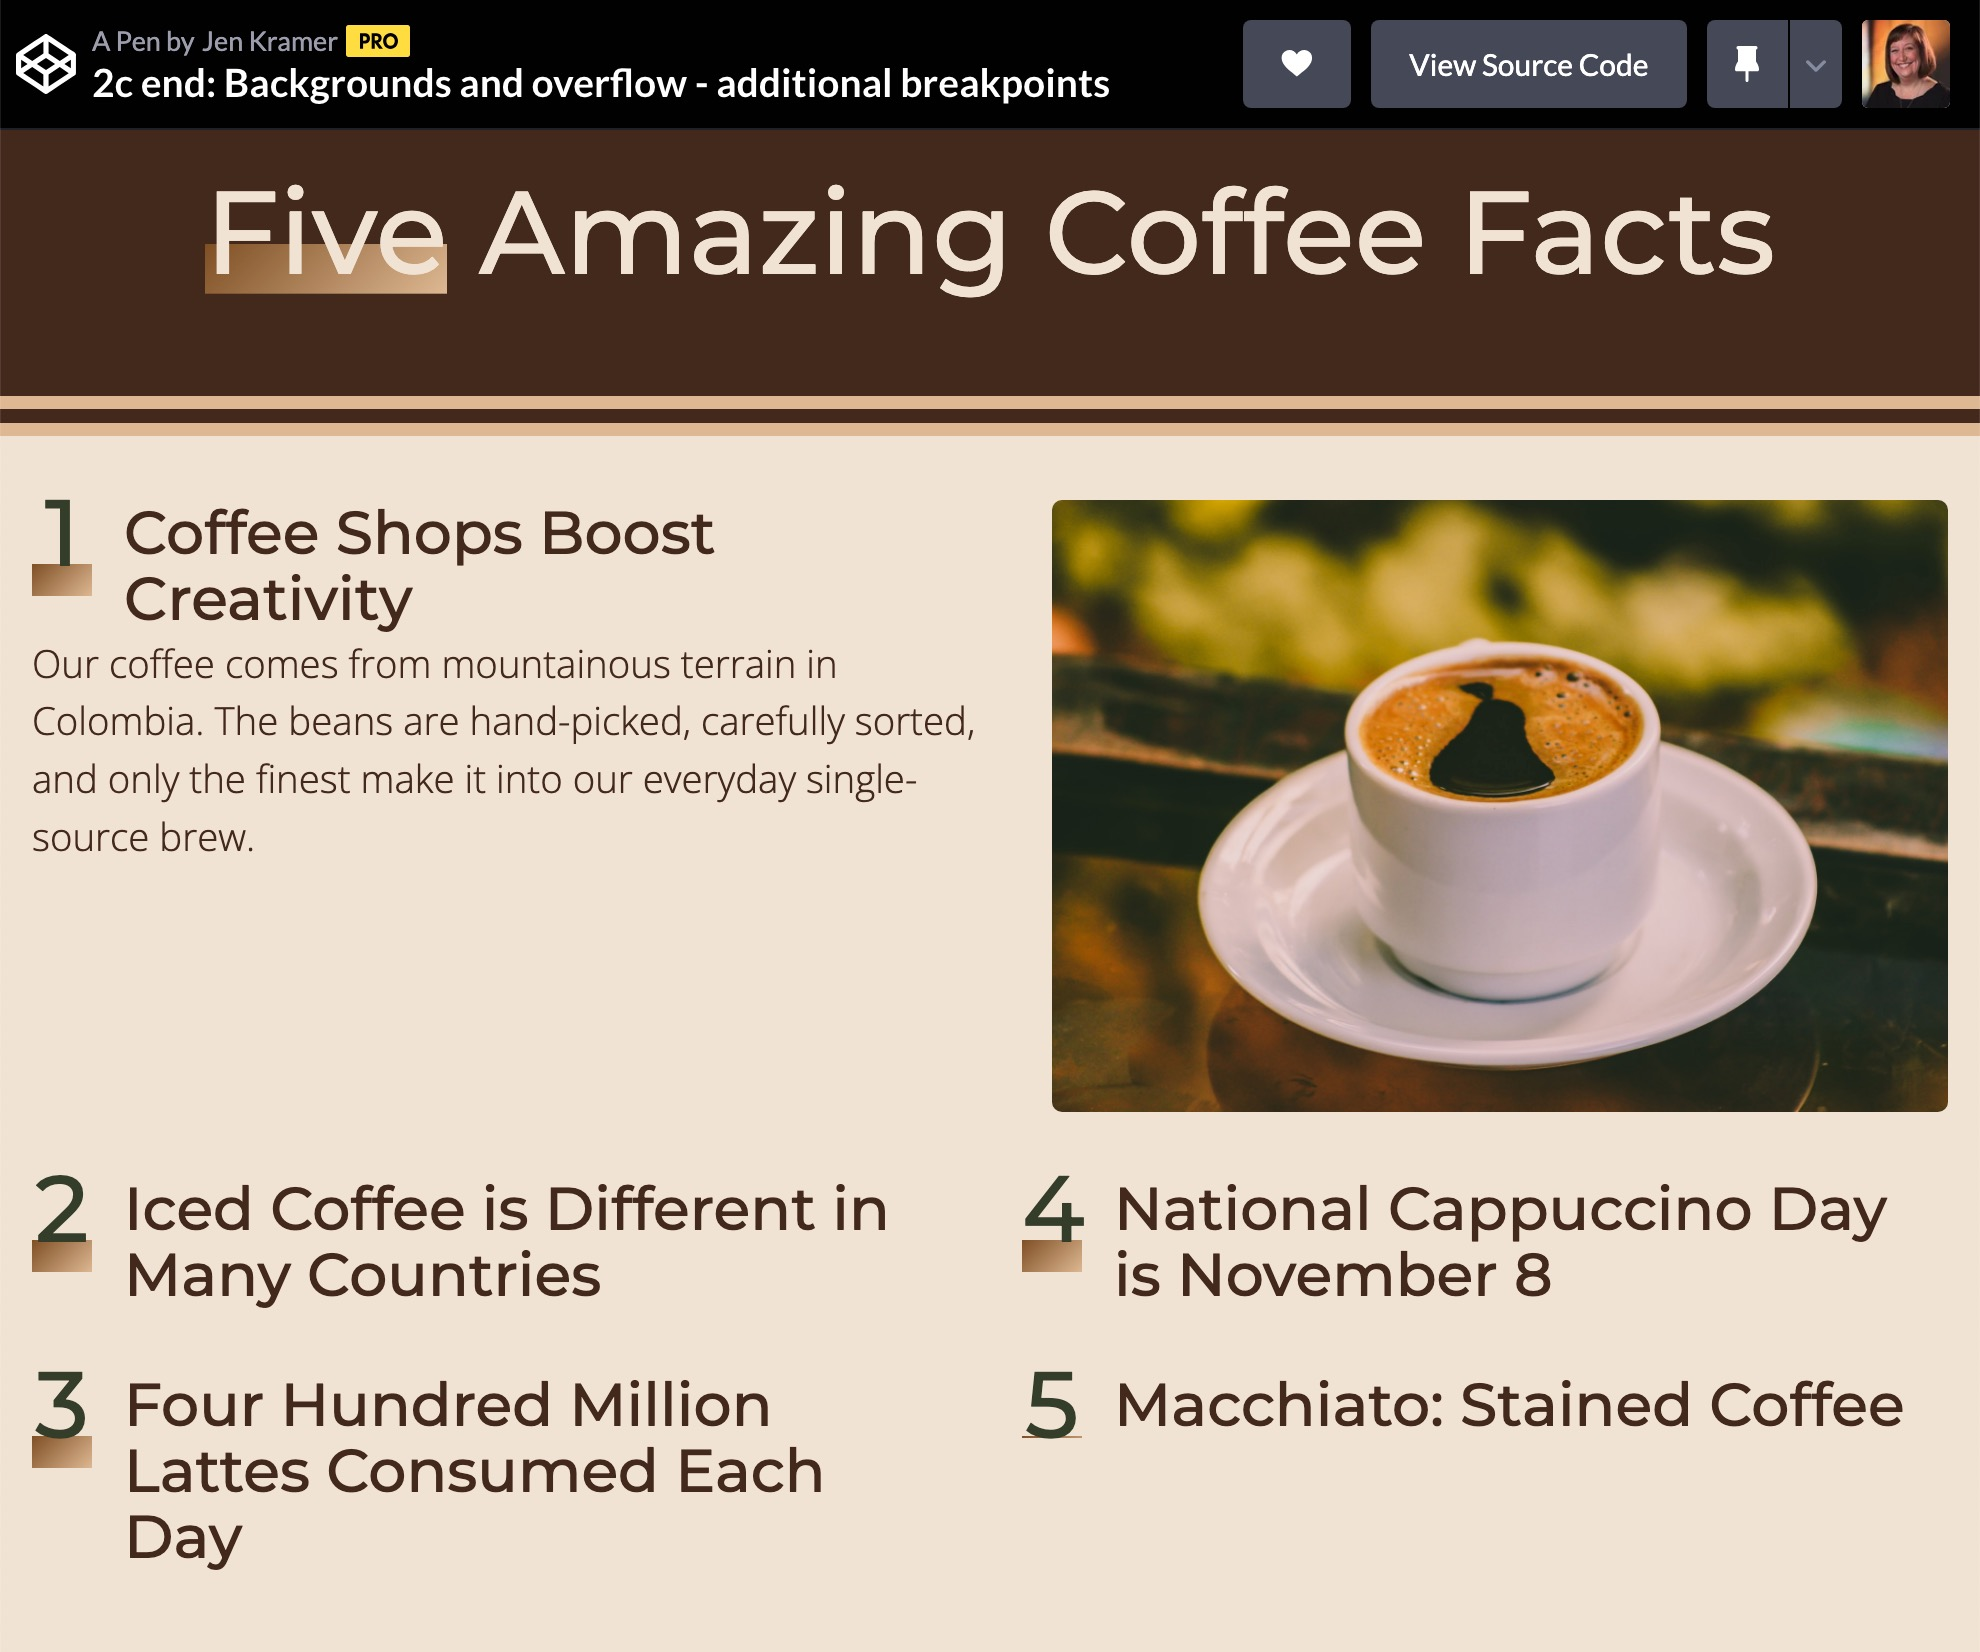 A Pen by Jen Kramer PRO
2c end: Backgrounds and overflow - additional breakpoints
View Source Code
Five Amazing Coffee Facts
1 Coffee Shops Boost
Creativity
Our coffee comes from mountainous terrain in
Colombia. The beans are hand-picked, carefully sorted,
and only the finest make it into our everyday single-
source brew.
2 Iced Coffee is Different in
Many Countries
3 Four Hundred Million
Lattes Consumed Each
Day
4 National Cappuccino Day
is November 8
5 Macchiato: Stained Coffee